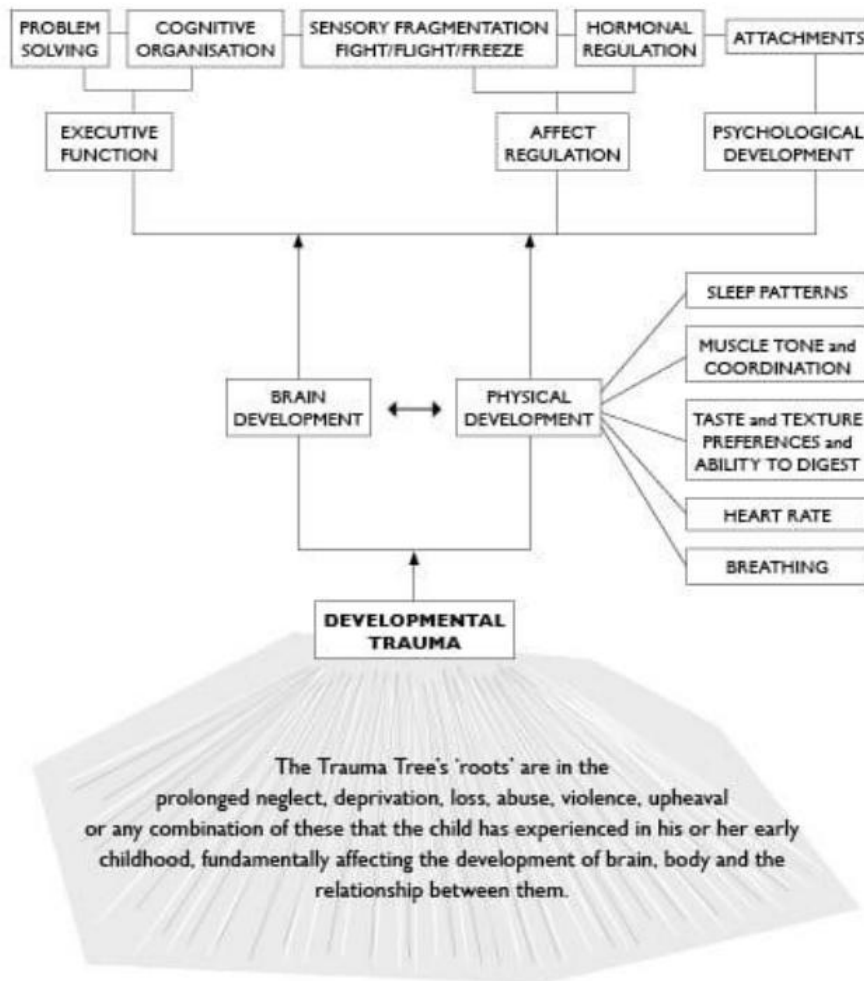 PROBLEM
SOLVING
COGNITIVE
ORGANISATION
SENSORY FRAGMENTATION
FIGHT/FLIGHT/FREEZE
HORMONAL
REGULATION
ATTACHMENTS
EXECUTIVE
FUNCTION
AFFECT
REGULATION
PSYCHOLOGICAL
DEVELOPMENT
SLEEP PATTERNS
MUSCLE TONE and
COORDINATION
BRAIN
DEVELOPMENT
PHYSICAL
DEVELOPMENT
TASTE and TEXTURE
PREFERENCES and
ABILITY TO DIGEST
HEART RATE
BREATHING
DEVELOPMENTAL
TRAUMA
The Trauma Tree's 'roots' are in the
prolonged neglect, deprivation, loss, abuse, violence, upheaval
or any combination of these that the child has experienced in his or her early
childhood, fundamentally affecting the development of brain, body and the
relationship between them.